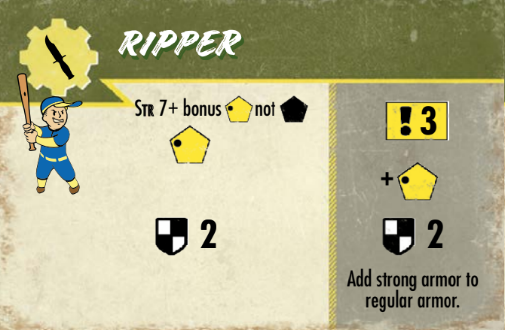 RIPPER
STR 7+ bonus not
! 3
+
2
2
Add strong armor to
regular armor.